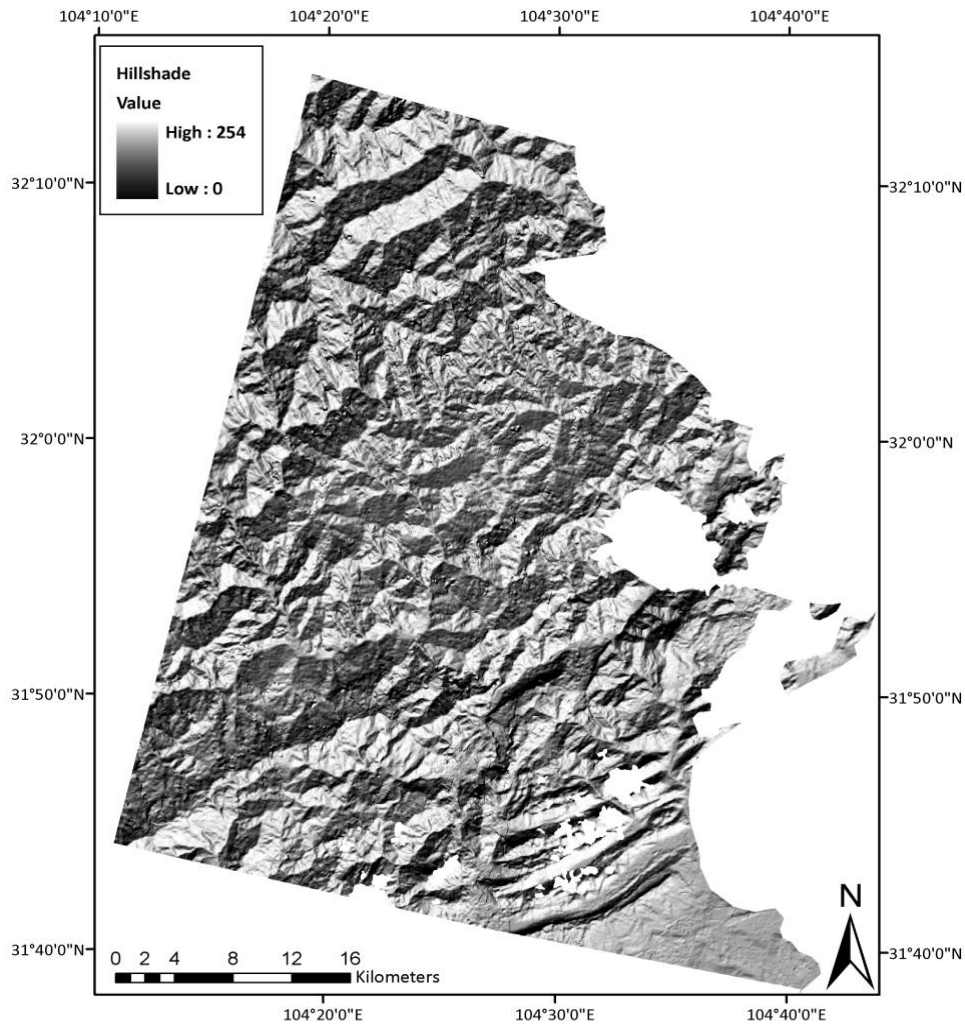 104°10'0"E 104°20'0"E 104°30'0"E 104°40'0"E
Hillshade
Value
High : 254
Low : 0
32°10'0"N 32°10'0"N
32°0'0"N 32°0'0"N
31°50'0"N 31°50'0"N
N
31°40'0"N 31°40'0"N
0 2 4 8 12 16
Kilometers
104°20'0"E 104°30'0"E 104°40'0"E